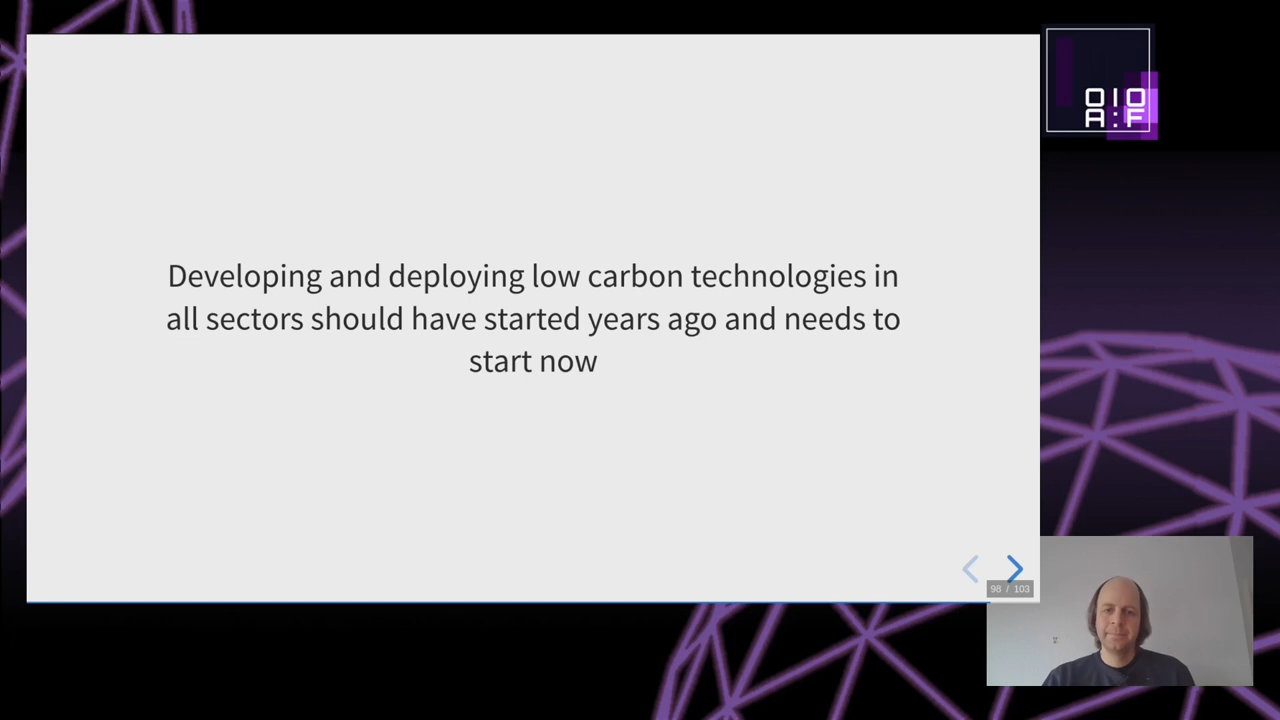 OIO
A:F
Developing and deploying low carbon technologies in
all sectors should have started years ago and needs to
start now
98 / 103